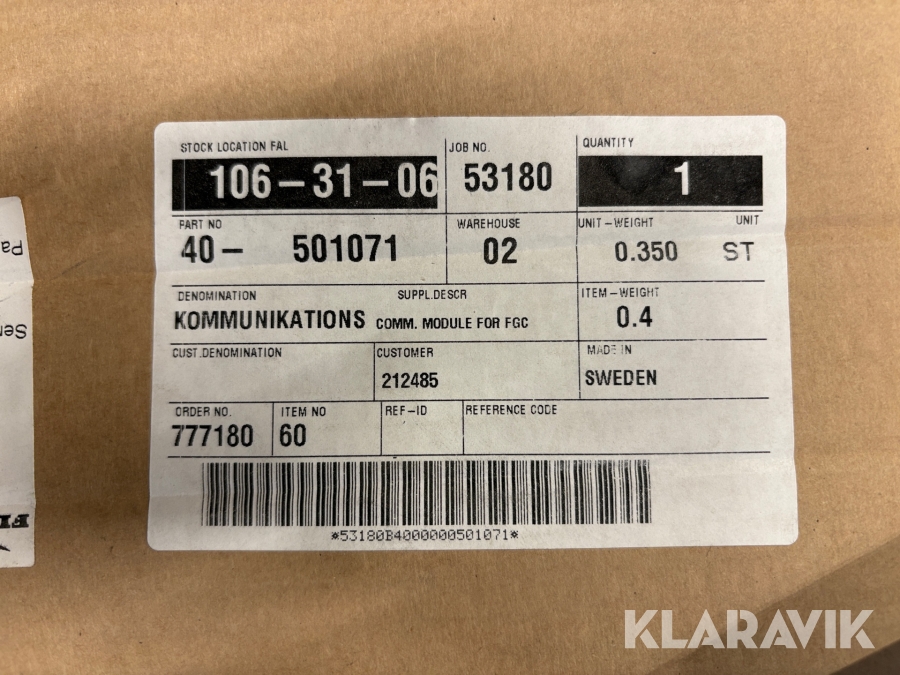 STOCK LOCATION FAL
106-31-06
JOB NO.
53180
QUANTITY
1
PART NO
40- 501071
WAREHOUSE
02
UNIT-WEIGHT UNIT
0.350 ST
DENOMINATION SUPPL.DESCR
KOMMUNIKATIONS COMM. MODULE FOR FGC
ITEM-WEIGHT
0.4
CUST.DENOMINATION
CUSTOMER
212485
MADE IN
SWEDEN
ORDER NO.
777180
ITEM NO
60
REF-ID
REFERENCE CODE
*53180B4000000501071*
KLARAVIK